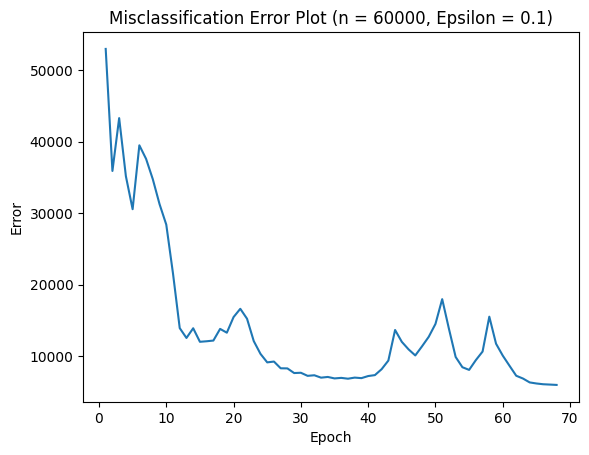 Misclassification Error Plot (n = 60000, Epsilon = 0.1)
Error
50000
40000
30000
20000
10000
0 10 20 30 40 50 60 70
Epoch